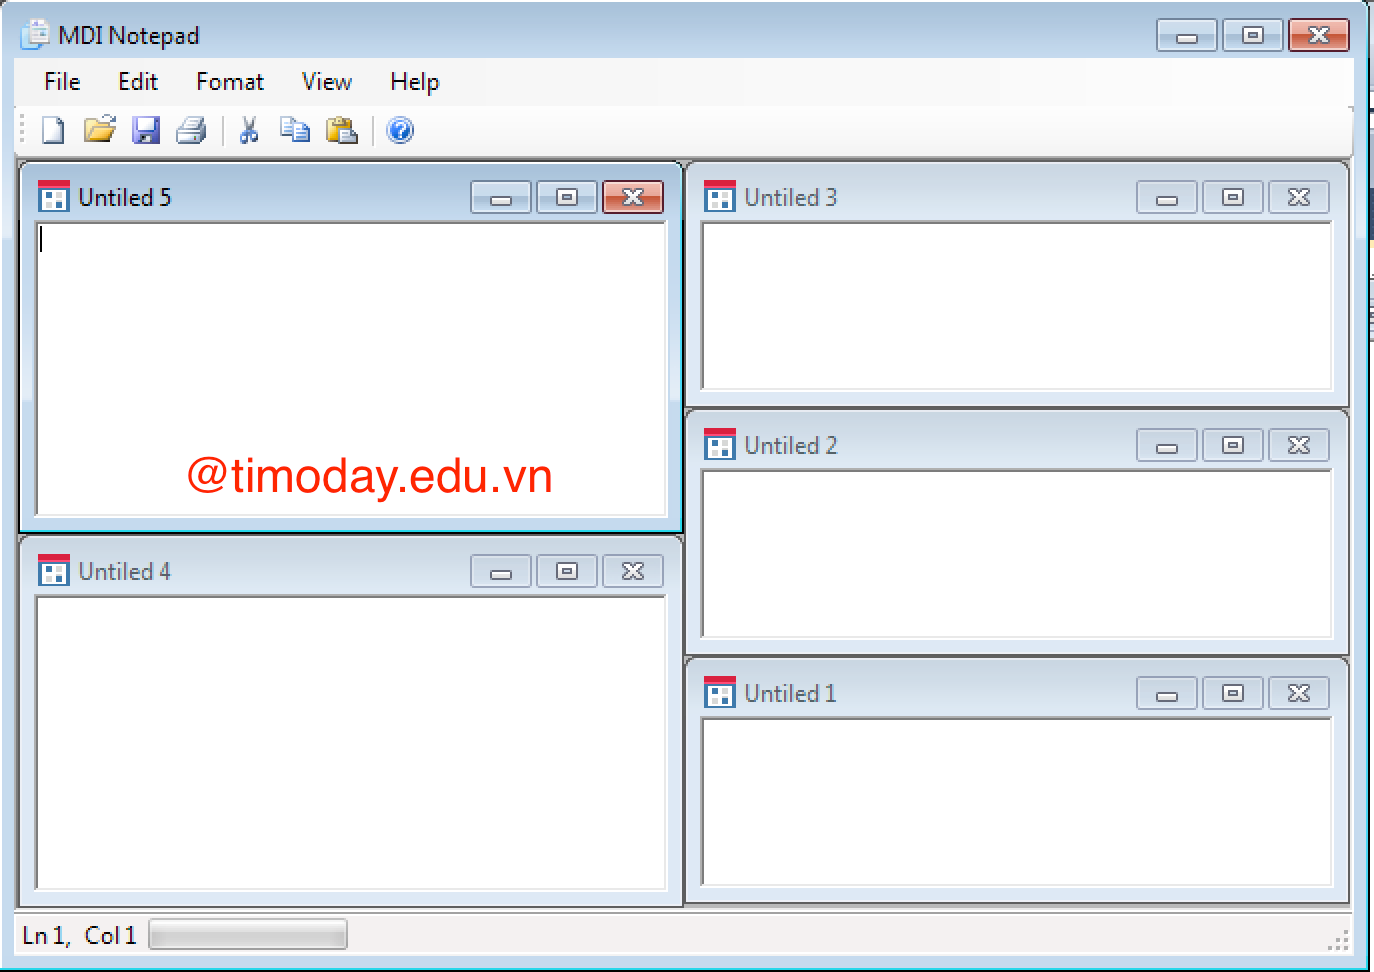 MDI Notepad
File Edit Fomat View Help
Untiled 5
@timoday.edu.vn
Untiled 4
Untiled 3
Untiled 2
Untiled 1
Ln 1, Col 1